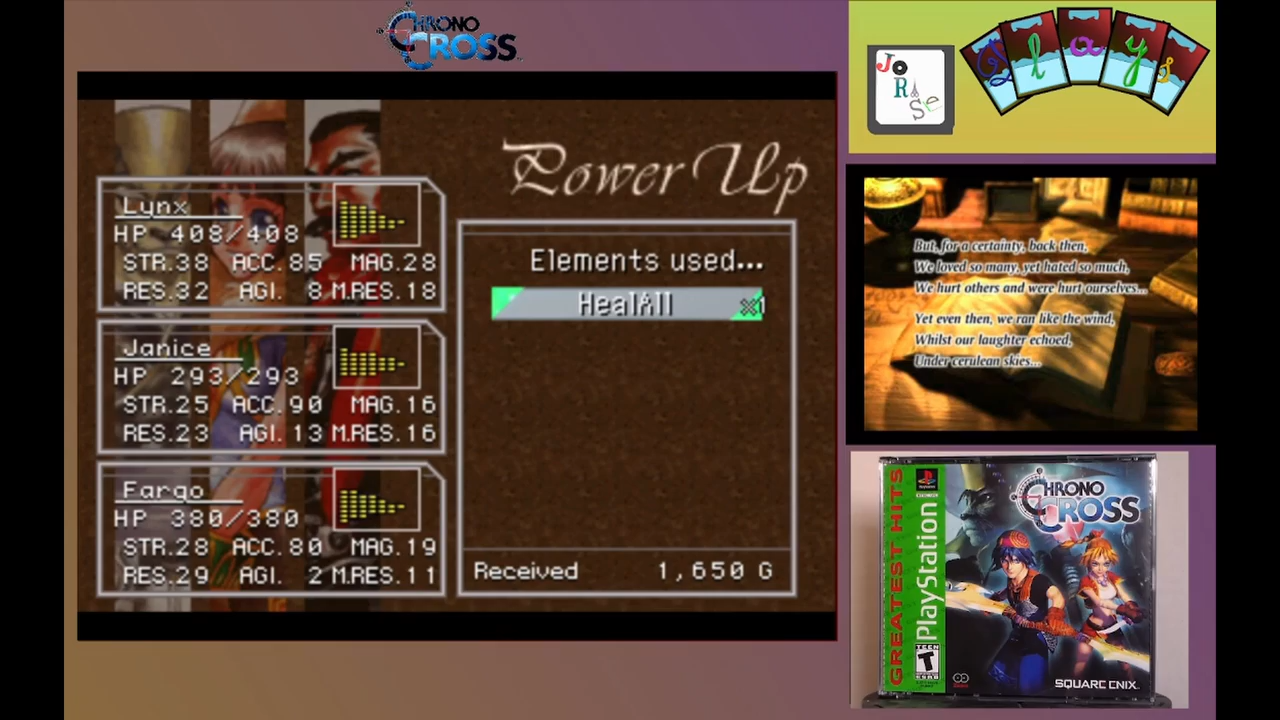 CHRONO
CROSS
Power Up
Lynx
HP 408/408
STR.38 ACC.85 MAG.28
RES.32 AGI. 8 M.RES.18
Janice
HP 293/293
STR.25 ACC.90 MAG.16
RES.23 AGI. 13 M.RES.16
Fargo
HP 380/380
STR.28 ACC.80 MAG.19
RES.29 AGI. 2 M.RES.11
Elements used...
HealAll ×1
Received 1,650 G
JoRaSe
Plays
But, for a certainty, back then,
We loved so many, yet hated so much,
We hurt others and were hurt ourselves...
Yet even then, we ran like the wind,
Whilst our laughter echoed,
Under cerulean skies...
GREATEST HITS
PlayStation
CHRONO
CROSS
TEEN
T
SQUARE ENIX